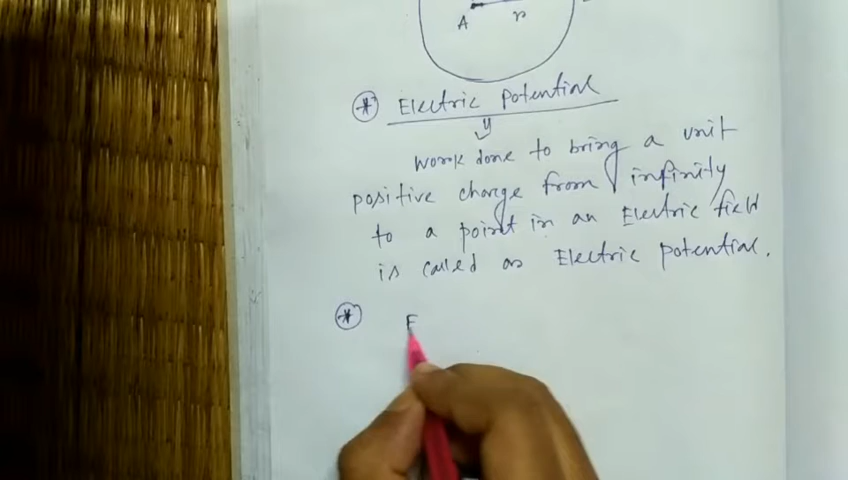 A r
* Electric potential
Work done to bring a unit
positive charge from infinity
to a point in an Electric field
is called as Electric potential.
* E